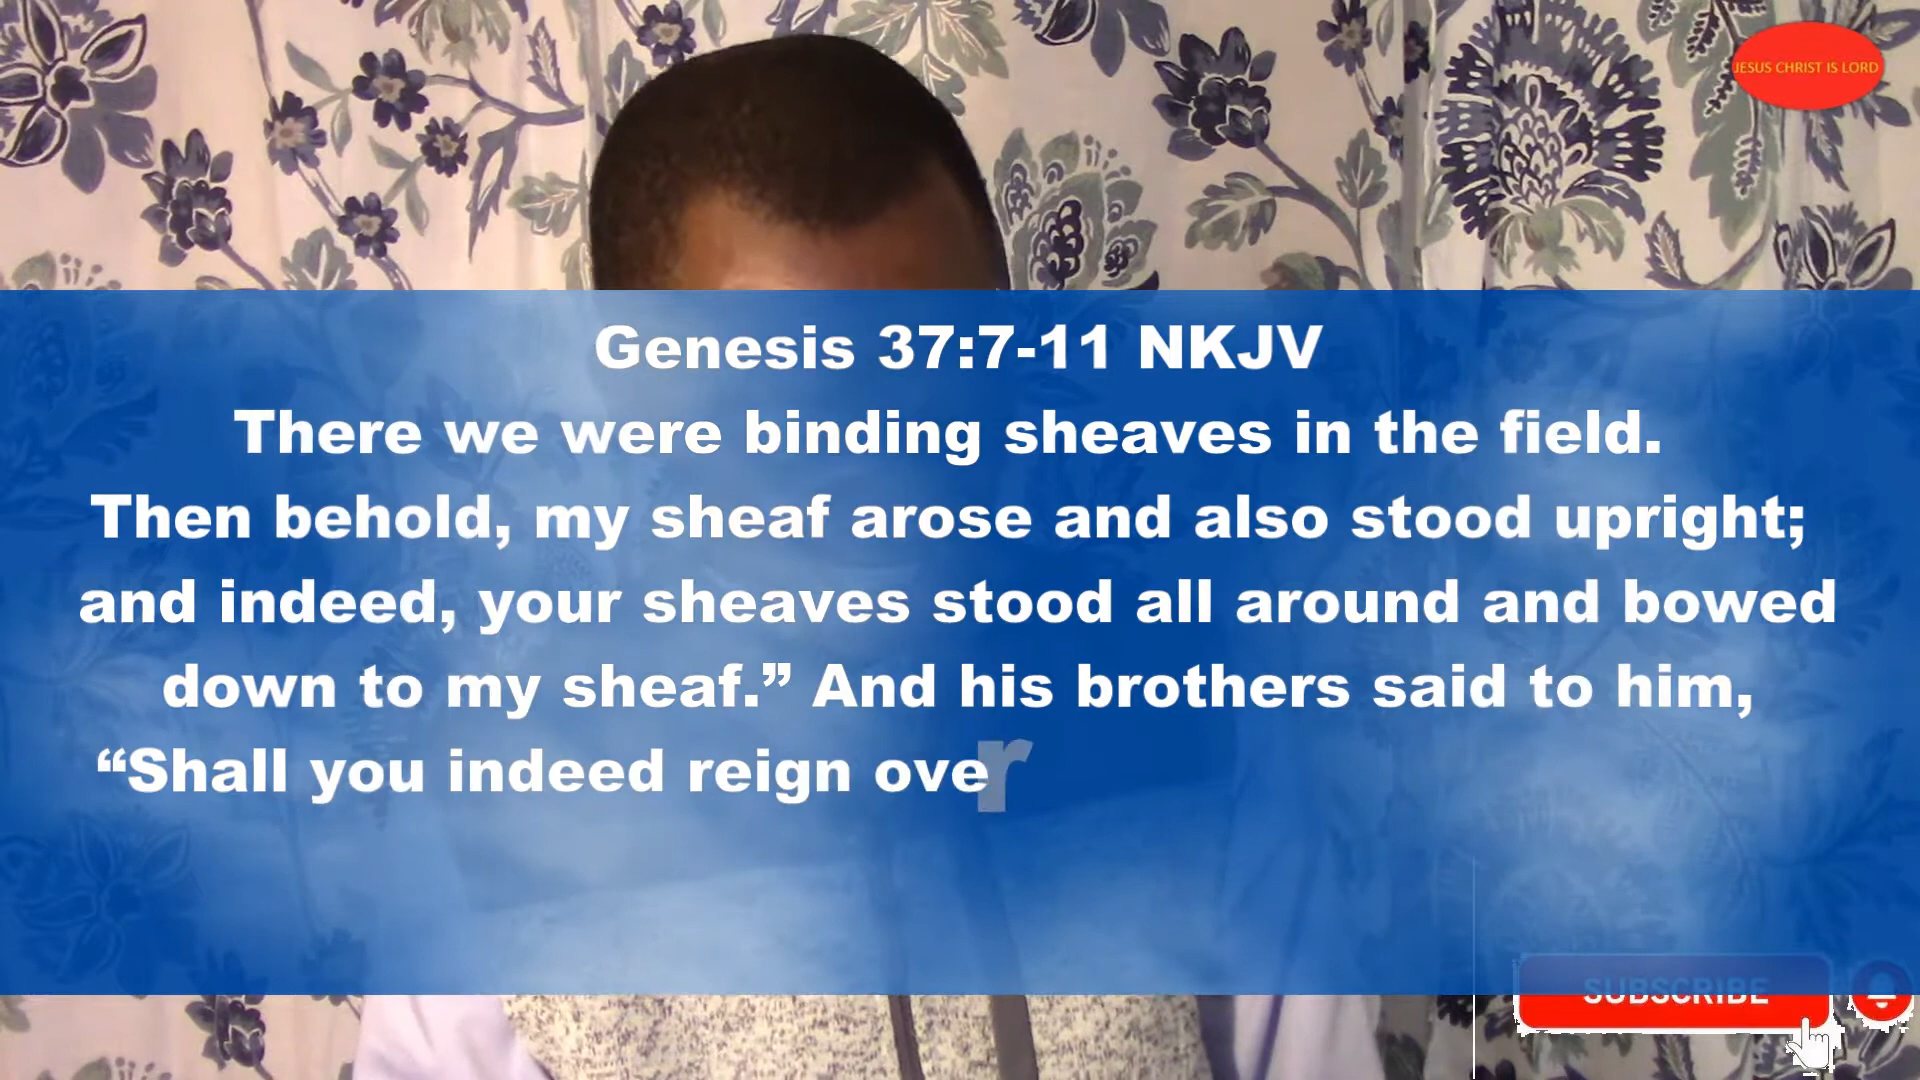 JESUS CHRIST IS LORD
Genesis 37:7-11 NKJV
There we were binding sheaves in the field.
Then behold, my sheaf arose and also stood upright;
and indeed, your sheaves stood all around and bowed
down to my sheaf.” And his brothers said to him,
“Shall you indeed reign over
SUBSCRIBE